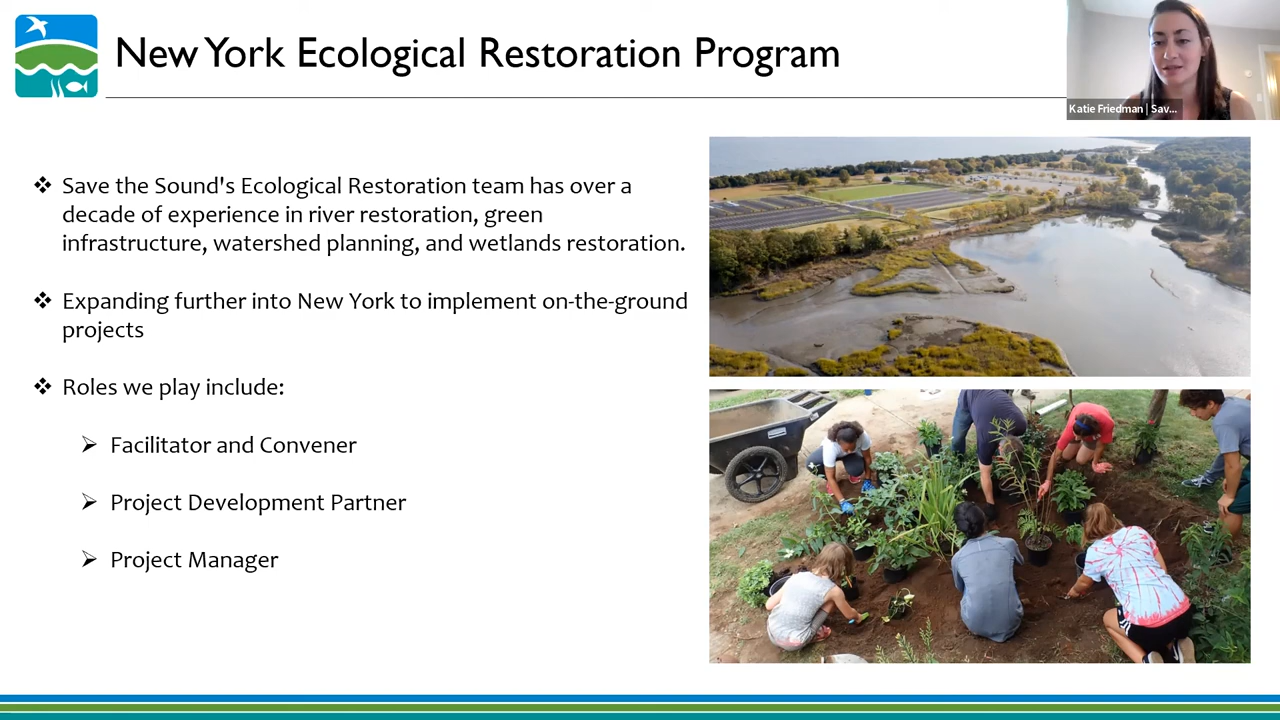 New York Ecological Restoration Program
Katie Friedman | Sav...
❖ Save the Sound's Ecological Restoration team has over a
decade of experience in river restoration, green
infrastructure, watershed planning, and wetlands restoration.
❖ Expanding further into New York to implement on-the-ground
projects
❖ Roles we play include:
➢ Facilitator and Convener
➢ Project Development Partner
➢ Project Manager